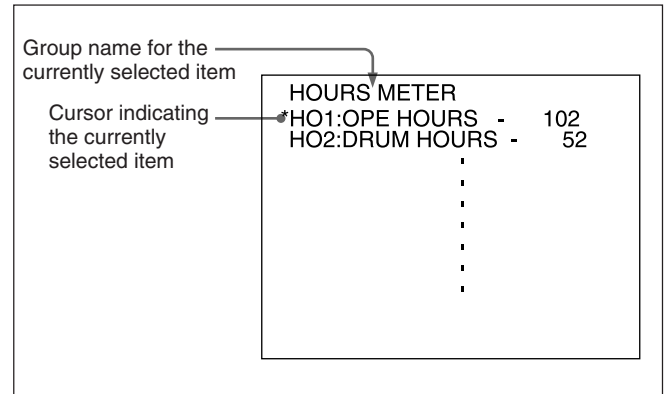 Group name for the
currently selected item
Cursor indicating
the currently
selected item
HOURS METER
*HO1:OPE HOURS - 102
HO2:DRUM HOURS - 52